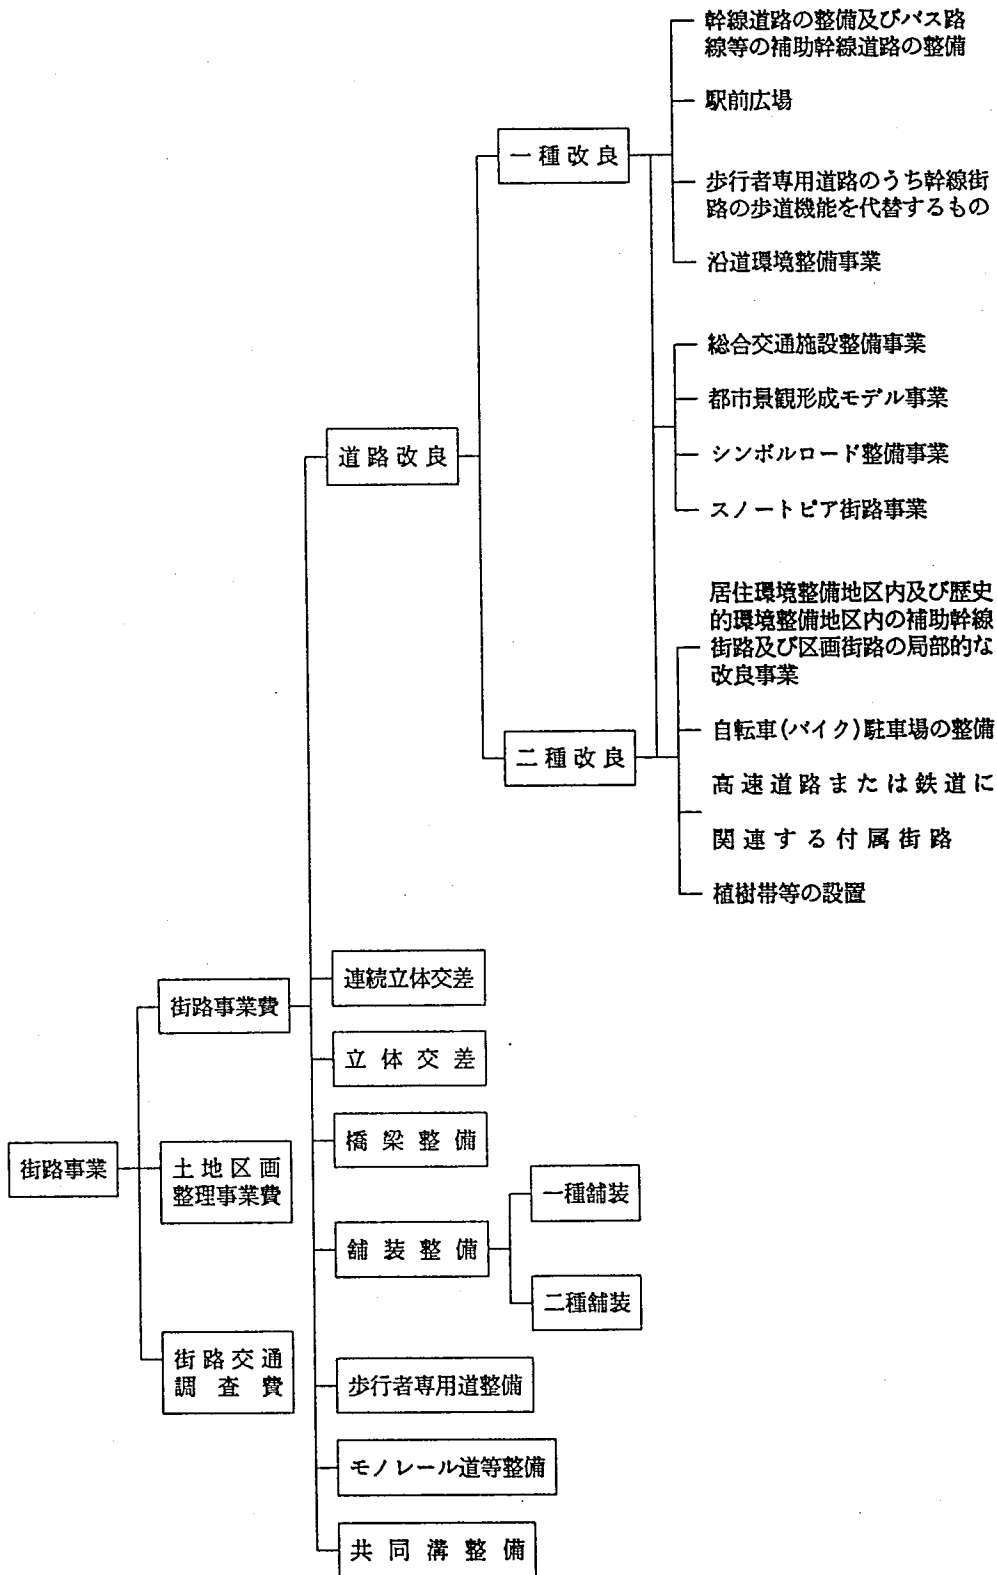 幹線道路の整備及びバス路
線等の補助幹線道路の整備
駅前広場
一種改良
歩行者専用道路のうち幹線街
路の歩道機能を代替するもの
沿道環境整備事業
総合交通施設整備事業
都市景観形成モデル事業
道路改良
シンボルロード整備事業
スノートピア街路事業
居住環境整備地区内及び歴史
的環境整備地区内の補助幹線
街路及び区画街路の局部的な
改良事業
自転車(バイク)駐車場の整備
二種改良
高速道路または鉄道に
関連する付属街路
植樹帯等の設置
連続立体交差
街路事業費
立体交差
橋梁整備
街路事業
土地区画
整理事業費
一種舗装
舗装整備
二種舗装
街路交通
調査費
歩行者専用道整備
モノレール道等整備
共同溝整備